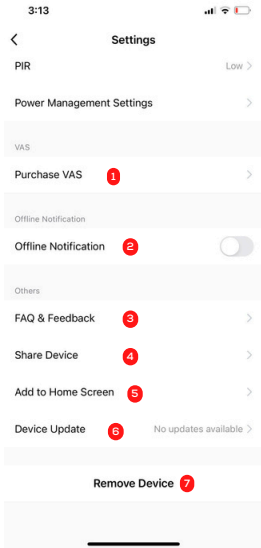 3:13
Settings
PIR Low
Power Management Settings
VAS
Purchase VAS 1
Offline Notification
Offline Notification 2
Others
FAQ & Feedback 3
Share Device 4
Add to Home Screen 5
Device Update 6 No updates available
Remove Device 7